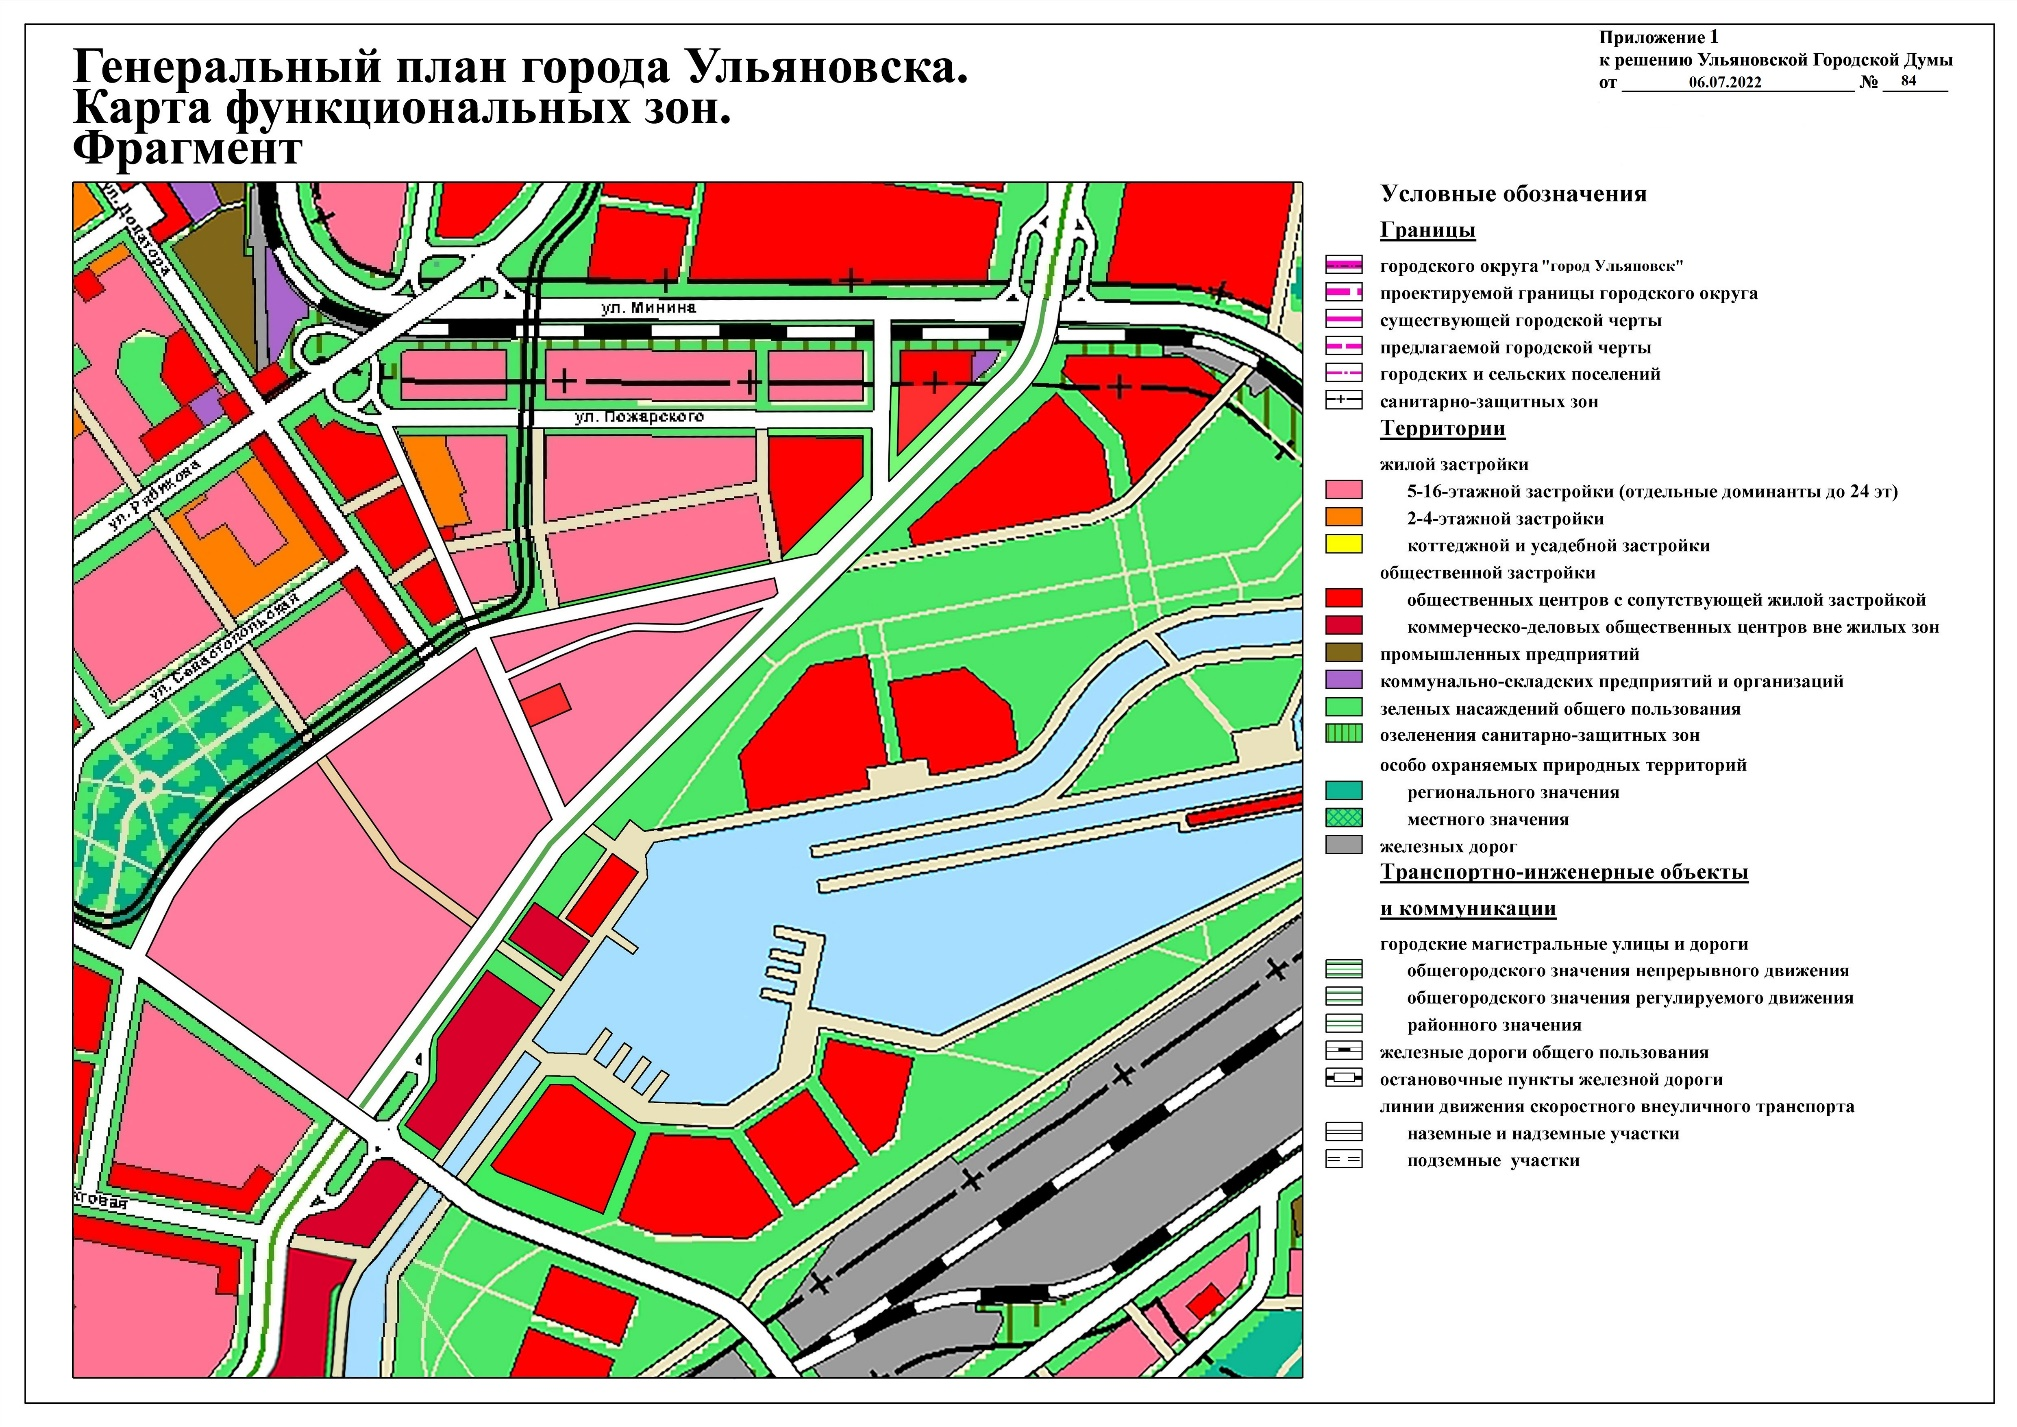 Генеральный план города Ульяновска.
Карта функциональных зон.
Фрагмент
Приложение 1
к решению Ульяновской Городской Думы
от 06.07.2022 № 84
ул. Доватора
ул. Минина
ул. Пожарского
ул. Рябикова
ул. Севастопольская
Условные обозначения
Границы
городского округа "город Ульяновск"
проектируемой границы городского округа
существующей городской черты
предлагаемой городской черты
городских и сельских поселений
санитарно-защитных зон
Территории
жилой застройки
5-16-этажной застройки (отдельные доминанты до 24 эт)
2-4-этажной застройки
коттеджной и усадебной застройки
общественной застройки
общественных центров с сопутствующей жилой застройкой
коммерческо-деловых общественных центров вне жилых зон
промышленных предприятий
коммунально-складских предприятий и организаций
зеленых насаждений общего пользования
озеленения санитарно-защитных зон
особо охраняемых природных территорий
регионального значения
местного значения
железных дорог
Транспортно-инженерные объекты
и коммуникации
городские магистральные улицы и дороги
общегородского значения непрерывного движения
общегородского значения регулируемого движения
районного значения
железные дороги общего пользования
остановочные пункты железной дороги
линии движения скоростного внеуличного транспорта
наземные и надземные участки
подземные участки